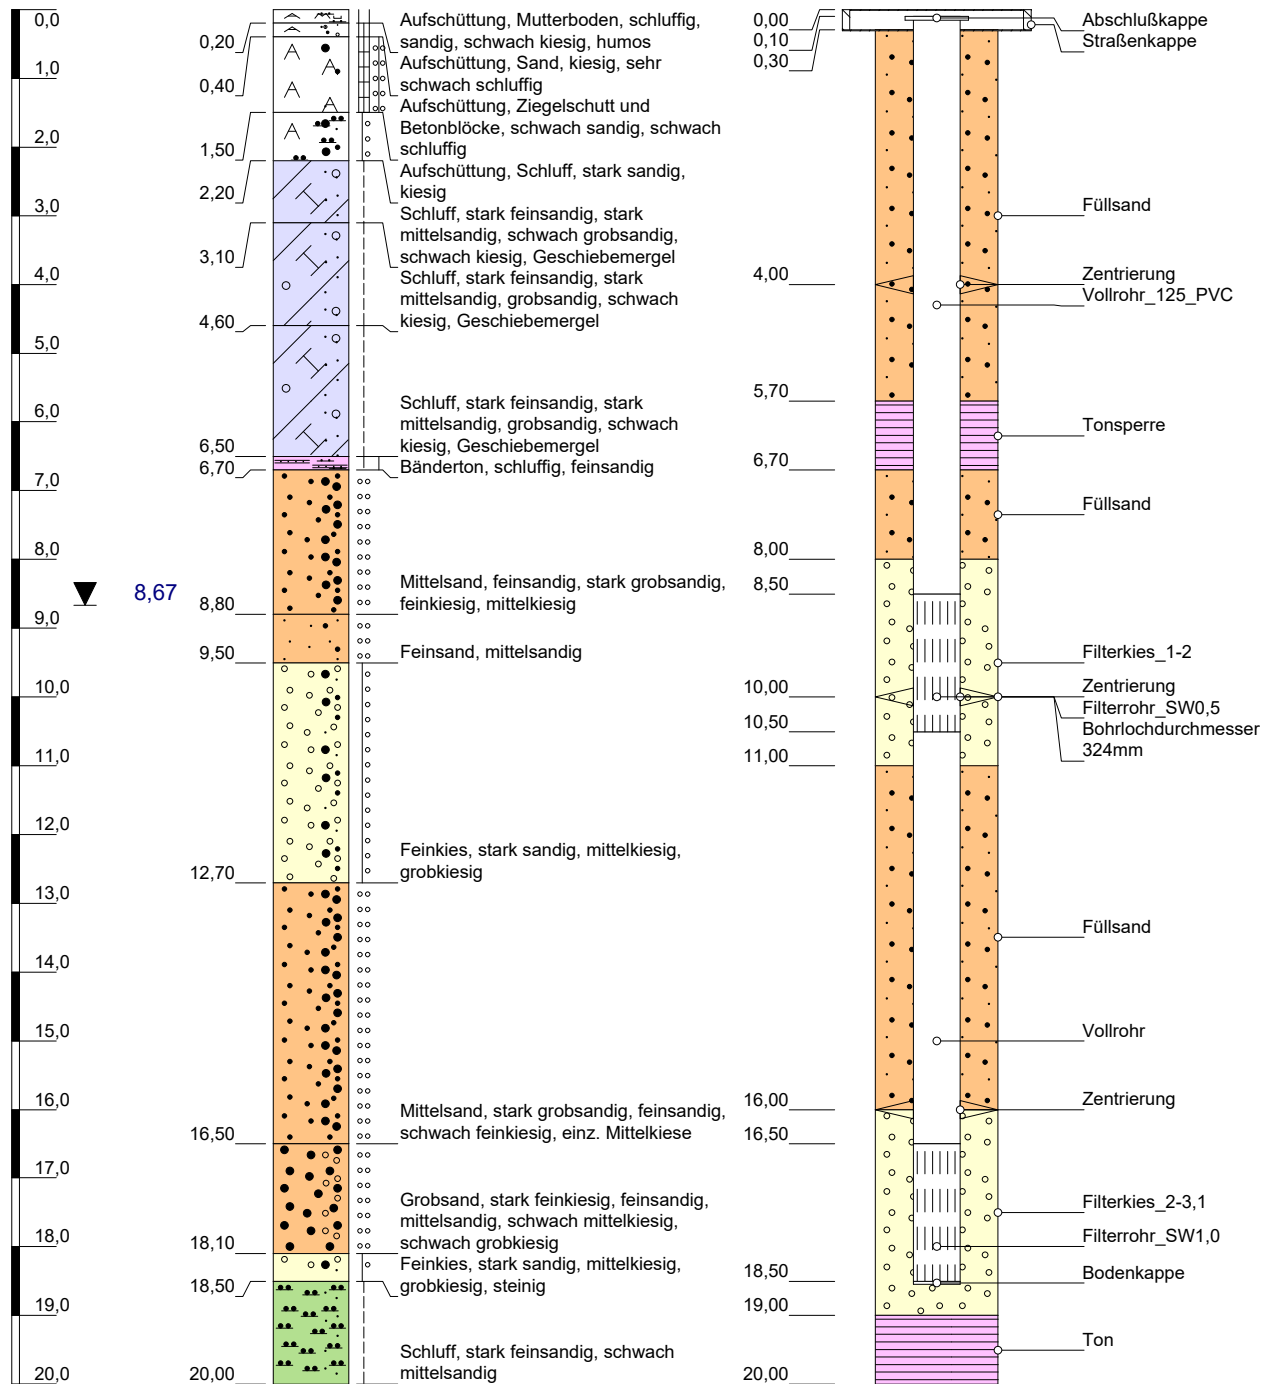 0,0
1,0
2,0
3,0
4,0
5,0
6,0
7,0
8,0
9,0
10,0
11,0
12,0
13,0
14,0
15,0
16,0
17,0
18,0
19,0
20,0
8,67
0,20
0,40
1,50
2,20
3,10
4,60
6,50
6,70
8,80
9,50
12,70
16,50
18,10
18,50
20,00
Aufschüttung, Mutterboden, schluffig,
sandig, schwach kiesig, humos
Aufschüttung, Sand, kiesig, sehr
schwach schluffig
Aufschüttung, Ziegelschutt und
Betonblöcke, schwach sandig, schwach
schluffig
Aufschüttung, Schluff, stark sandig,
kiesig
Schluff, stark feinsandig, stark
mittelsandig, schwach grobsandig,
schwach kiesig, Geschiebemergel
Schluff, stark feinsandig, stark
mittelsandig, grobsandig, schwach
kiesig, Geschiebemergel
Schluff, stark feinsandig, stark
mittelsandig, grobsandig, schwach
kiesig, Geschiebemergel
Bänderton, schluffig, feinsandig
Mittelsand, feinsandig, stark grobsandig,
feinkiesig, mittelkiesig
Feinsand, mittelsandig
Feinkies, stark sandig, mittelkiesig,
grobkiesig
Mittelsand, stark grobsandig, feinsandig,
schwach feinkiesig, einz. Mittelkiese
Grobsand, stark feinkiesig, feinsandig,
mittelsandig, schwach mittelkiesig,
schwach grobkiesig
Feinkies, stark sandig, mittelkiesig,
grobkiesig, steinig
Schluff, stark feinsandig, schwach
mittelsandig
0,00
0,10
0,30
4,00
5,70
6,70
8,00
8,50
10,00
10,50
11,00
16,00
16,50
18,50
19,00
20,00
Abschlußkappe
Straßenkappe
Füllsand
Zentrierung
Vollrohr_125_PVC
Tonsperre
Füllsand
Filterkies_1-2
Zentrierung
Filterrohr_SW0,5
Bohrlochdurchmesser
324mm
Füllsand
Vollrohr
Zentrierung
Filterkies_2-3,1
Filterrohr_SW1,0
Bodenkappe
Ton